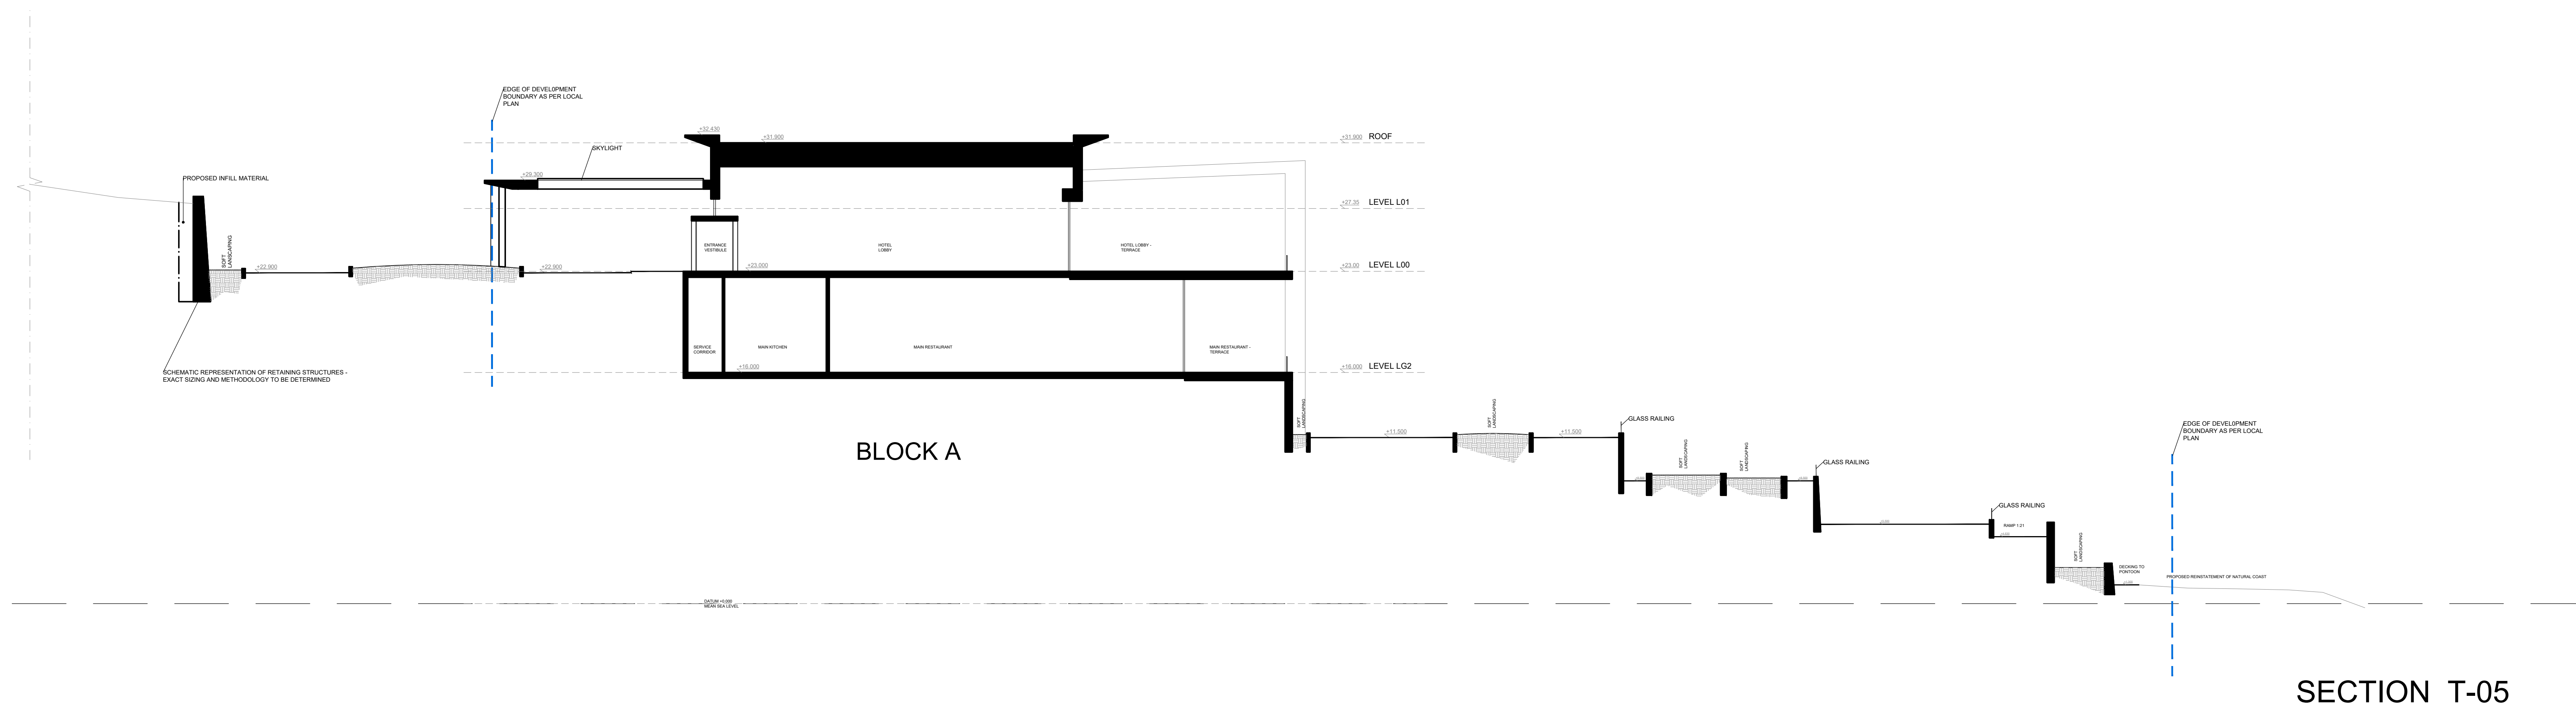 EDGE OF DEVEL0PMENT
BOUNDARY AS PER LOCAL
PLAN
+32.430
+31.900
+31.900 ROOF
SKYLIGHT
+29.300
PROPOSED INFILL MATERIAL
+27.35 LEVEL L01
SOFT
LANSCAPING
ENTRANCE
VESTIBULE
HOTEL
LOBBY
HOTEL LOBBY -
TERRACE
+22.900
+22.900
+23.000
+23.00 LEVEL L00
SERVICE
CORRIDOR
MAIN KITCHEN
MAIN RESTAURANT
MAIN RESTAURANT -
TERRACE
+16.000
+16.000 LEVEL LG2
SCHEMATIC REPRESENTATION OF RETAINING STRUCTURES -
EXACT SIZING AND METHODOLOGY TO BE DETERMINED
SOFT
LANDSCAPING
SOFT
LANDSCAPING
+11.500
+11.500
GLASS RAILING
BLOCK A
SOFT
LANDSCAPING
SOFT
LANDSCAPING
GLASS RAILING
EDGE OF DEVEL0PMENT
BOUNDARY AS PER LOCAL
PLAN
GLASS RAILING
RAMP 1:21
SOFT
LANDSCAPING
DECKING TO
PONTOON
PROPOSED REINSTATEMENT OF NATURAL COAST
DATUM +0.000
MEAN SEA LEVEL
SECTION T-05